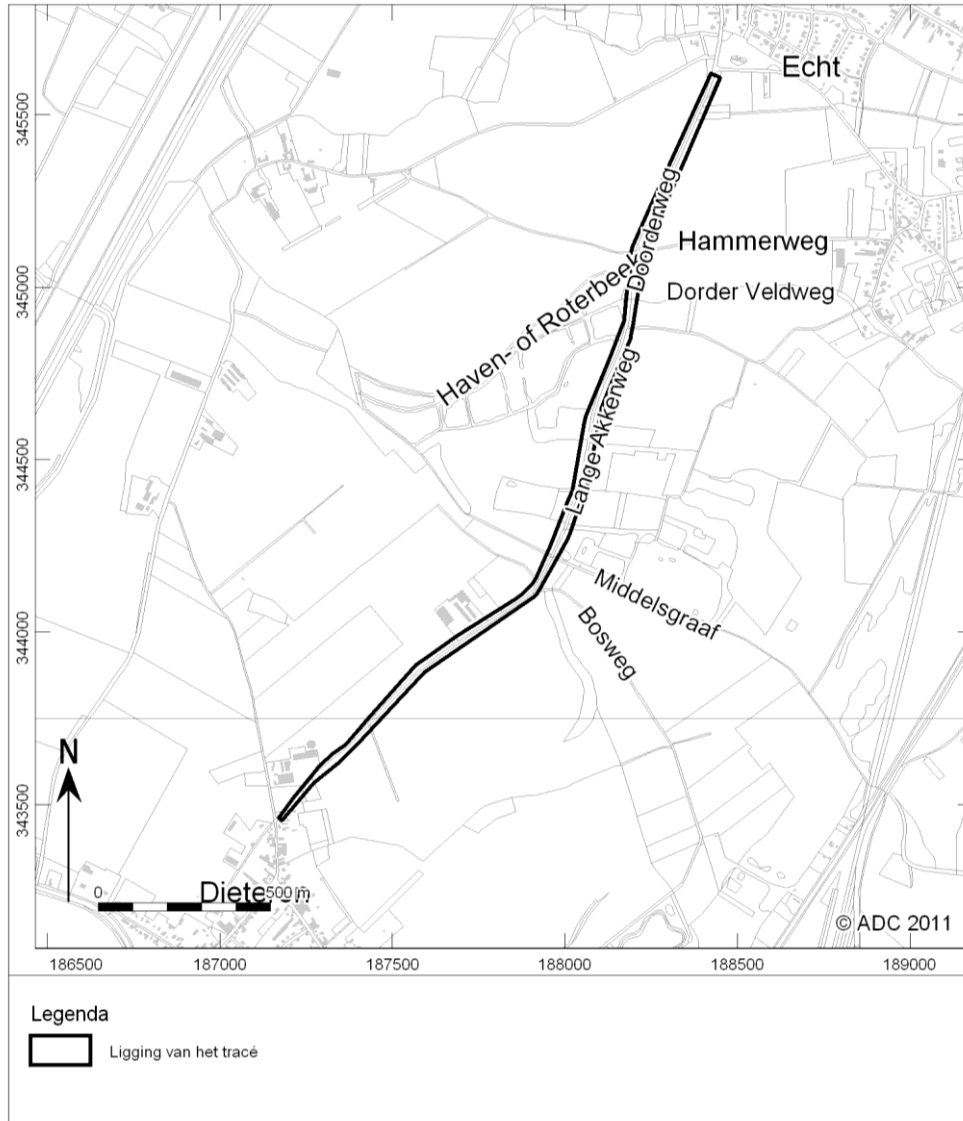 Echt
345500
Doorderweg
Hammerweg
Haven- of Roterbeek
Dorder Veldweg
345000
Lange Akkerweg
344500
Middelsgraaf
Bosweg
344000
N
343500
0
500 m
Dieteren
© ADC 2011
186500
187000
187500
188000
188500
189000
Legenda
Ligging van het tracé